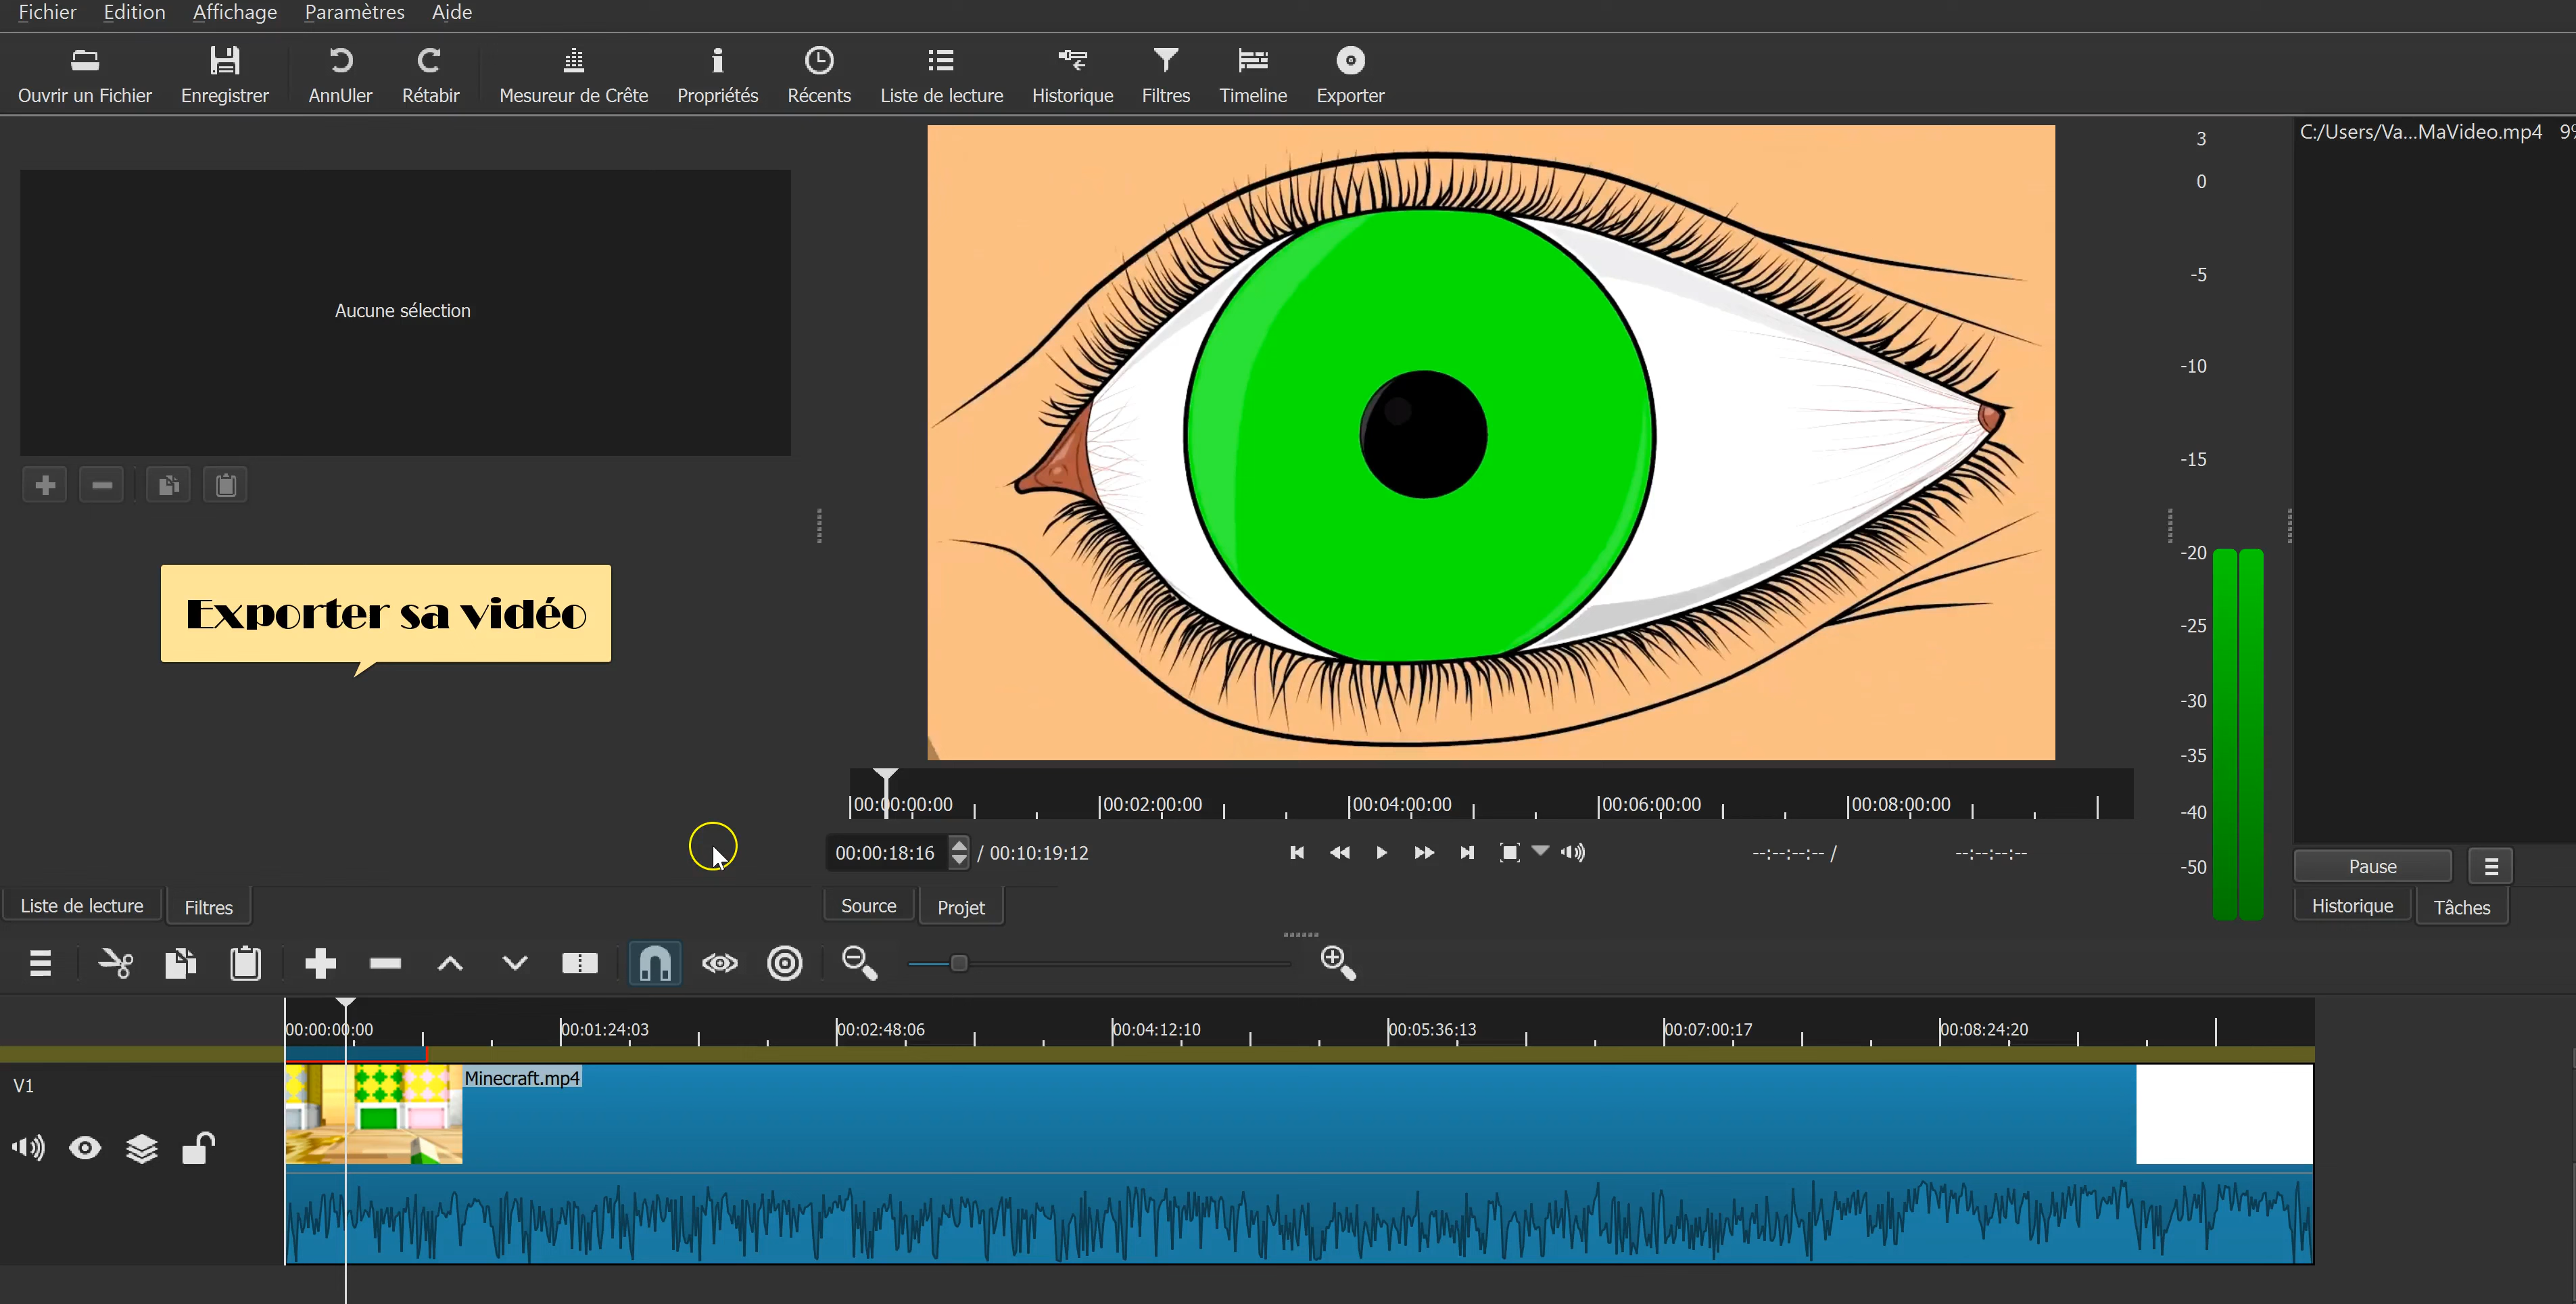 Fichier Edition Affichage Paramètres Aide
Ouvrir un Fichier Enregistrer AnnUler Rétabir Mesureur de Crête Propriétés Récents Liste de lecture Historique Filtres Timeline Exporter
C:/Users/Va...MaVideo.mp4 9%
3
0
-5
-10
-15
-20
-25
-30
-35
-40
-50
Aucune sélection
Exporter sa vidéo
00:00:00:00 00:02:00:00 00:04:00:00 00:06:00:00 00:08:00:00
00:00:18:16 / 00:10:19:12 --:--:--:-- / --:--:--:--
Pause
Liste de lecture Filtres Source Projet Historique Tâches
00:00:00:00 00:01:24:03 00:02:48:06 00:04:12:10 00:05:36:13 00:07:00:17 00:08:24:20
V1
Minecraft.mp4